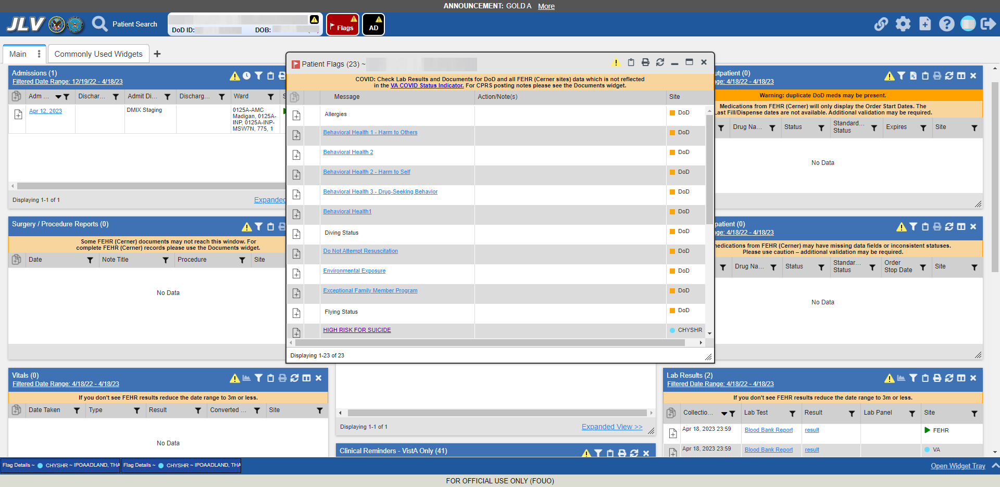 ANNOUNCEMENT: GOLD A More
JLV
Patient Search
DoD ID:
DOB:
Flags
AD
Main
Commonly Used Widgets
Admissions (1)
Filtered Date Range: 12/19/22 - 4/18/23
Adm ...
Dischar...
Admit Di...
Discharg...
Ward
S
Apr 12, 2023
DMIX Staging
0125A-AMC
Madigan, 0125A-
INP, 0125A-INP-
MSW7N, 775, 1
Displaying 1-1 of 1
Expanded
Surgery / Procedure Reports (0)
Some FEHR (Cerner) documents may not reach this window. For
complete FEHR (Cerner) records please use the Documents widget.
Date
Note Title
Procedure
Site
No Data
Vitals (0)
Filtered Date Range: 4/18/22 - 4/18/23
If you don't see FEHR results reduce the date range to 3m or less.
Date Taken
Type
Result
Converted ...
Site
No Data
Patient Flags (23) ~
COVID: Check Lab Results and Documents for DoD and all FEHR (Cerner sites) data which is not reflected
in the VA COVID Status Indicator. For CPRS posting notes please see the Documents widget.
Message
Action/Note(s)
Site
Allergies
DoD
Behavioral Health 1 - Harm to Others
DoD
Behavioral Health 2
DoD
Behavioral Health 2 - Harm to Self
DoD
Behavioral Health 3 - Drug-Seeking Behavior
DoD
Behavioral Health1
DoD
Diving Status
DoD
Do Not Attempt Resuscitation
DoD
Environmental Exposure
DoD
Exceptional Family Member Program
DoD
Flying Status
DoD
HIGH RISK FOR SUICIDE
CHYSHR
Displaying 1-23 of 23
Displaying 1-1 of 1
Expanded View >>
Clinical Reminders - VistA Only (41)
utpatient (0)
ge: 4/18/22 - 4/18/23
Warning: duplicate DoD meds may be present.
Medications from FEHR (Cerner) will only display the Order Start Dates. The
Last Fill/Dispense dates are not available. Additional validation may be required.
Drug Na...
Status
Standard...
Status
Expires
Site
No Data
patient (0)
ge: 4/18/22 - 4/18/23
medications from FEHR (Cerner) may have missing data fields or inconsistent statuses.
Please use caution – additional validation may be required.
Drug Na...
Status
Standar...
Status
Order
Stop Date
Site
No Data
Lab Results (2)
Filtered Date Range: 4/18/22 - 4/18/23
If you don't see FEHR results reduce the date range to 3m or less.
Collectio...
Lab Test
Result
Lab Panel
Site
Apr 18, 2023 23:59
Blood Bank Report
result
FEHR
Apr 18, 2023 23:59
Blood Bank Report
result
VA
Flag Details ~ CHYSHR ~ IPOAADLAND, THA
Flag Details ~ CHYSHR ~ IPOAADLAND, THA
Open Widget Tray
FOR OFFICIAL USE ONLY (FOUO)